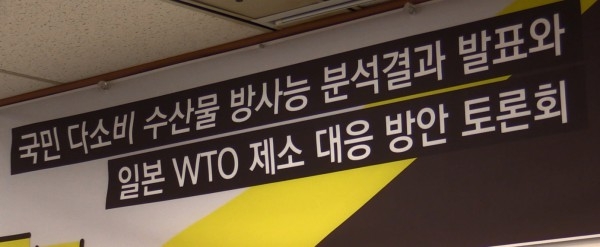 국민 다소비 수산물 방사능 분석결과 발표와
일본 WTO 제소 대응 방안 토론회